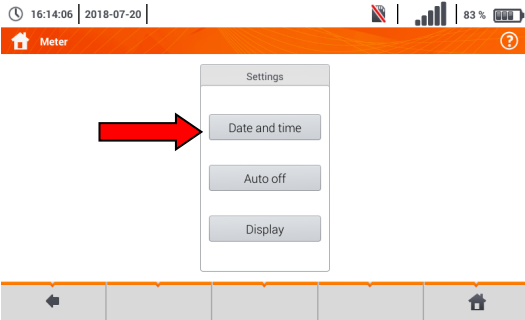 16:14:06 2018-07-20 83 %
Meter ?
Settings
Date and time
Auto off
Display